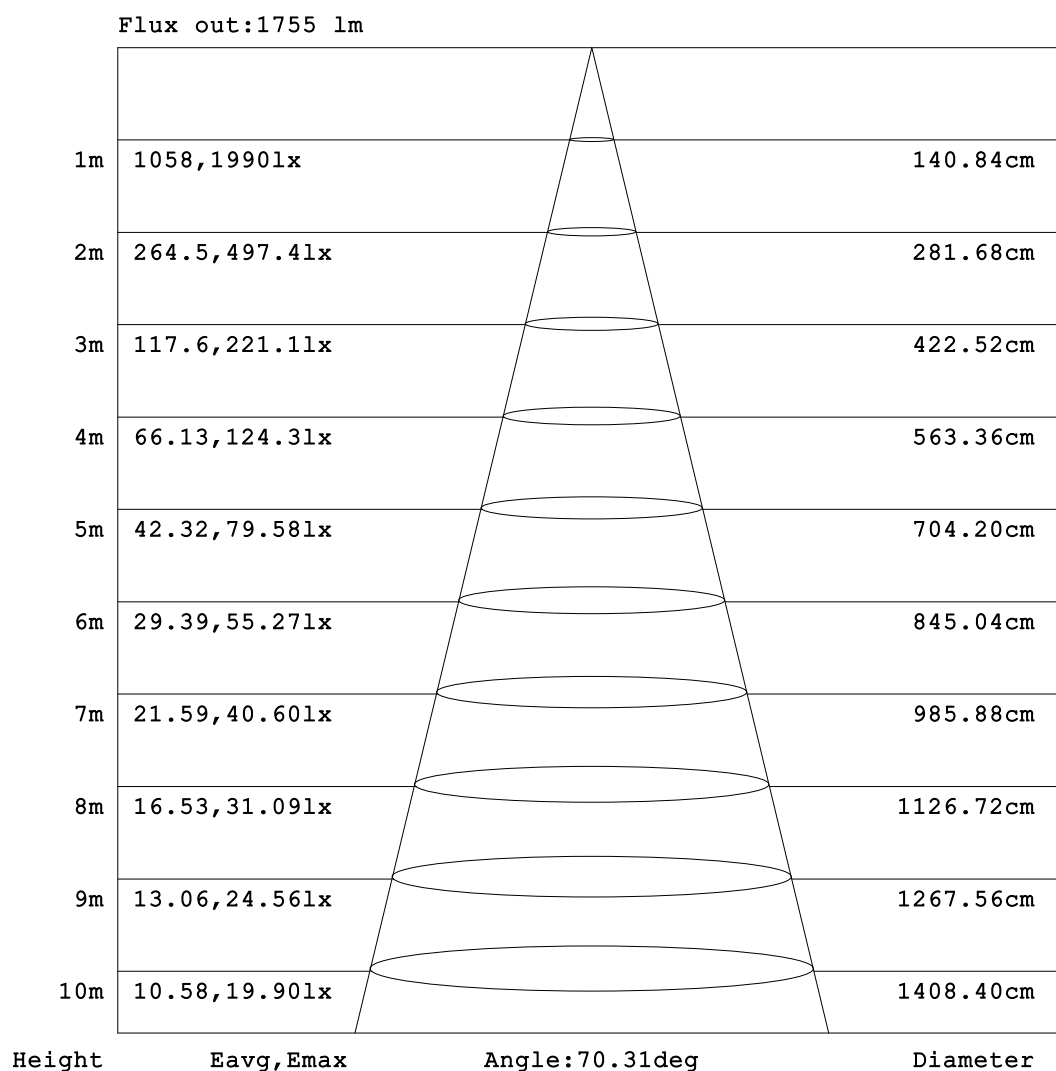 Flux out:1755 lm
1m 1058,1990lx 140.84cm
2m 264.5,497.4lx 281.68cm
3m 117.6,221.1lx 422.52cm
4m 66.13,124.3lx 563.36cm
5m 42.32,79.58lx 704.20cm
6m 29.39,55.27lx 845.04cm
7m 21.59,40.60lx 985.88cm
8m 16.53,31.09lx 1126.72cm
9m 13.06,24.56lx 1267.56cm
10m 10.58,19.90lx 1408.40cm
Height Eavg,Emax Angle:70.31deg Diameter